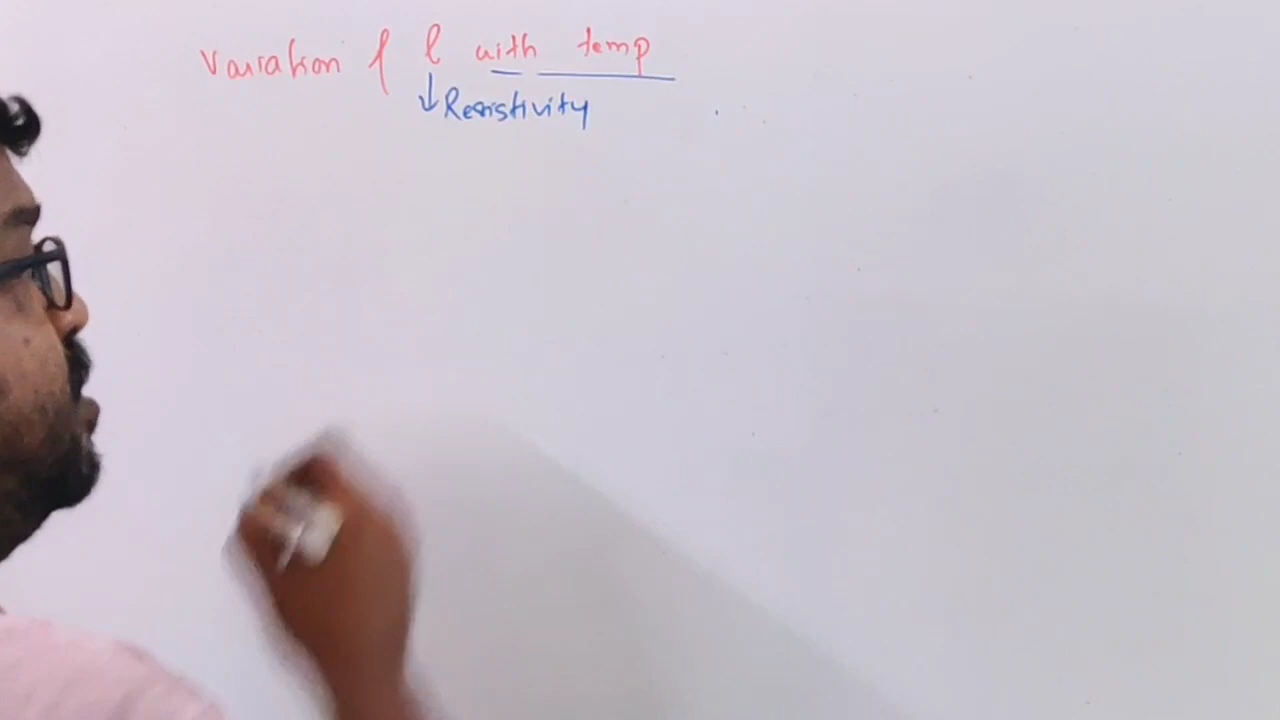 Variation of ρ with temp
↓ Resistivity